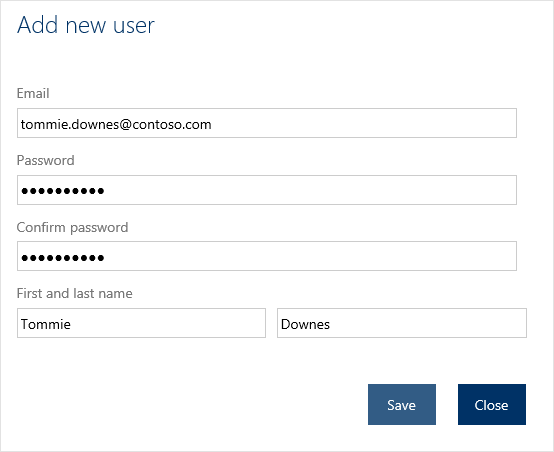 Add new user
Email
tommie.downes@contoso.com
Password
●●●●●●●●●●
Confirm password
●●●●●●●●●●
First and last name
Tommie Downes
Save Close